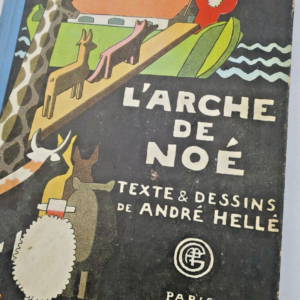 L'ARCHE
DE
NOÉ
TEXTE & DESSINS
DE ANDRÉ HELLÉ
PARIS